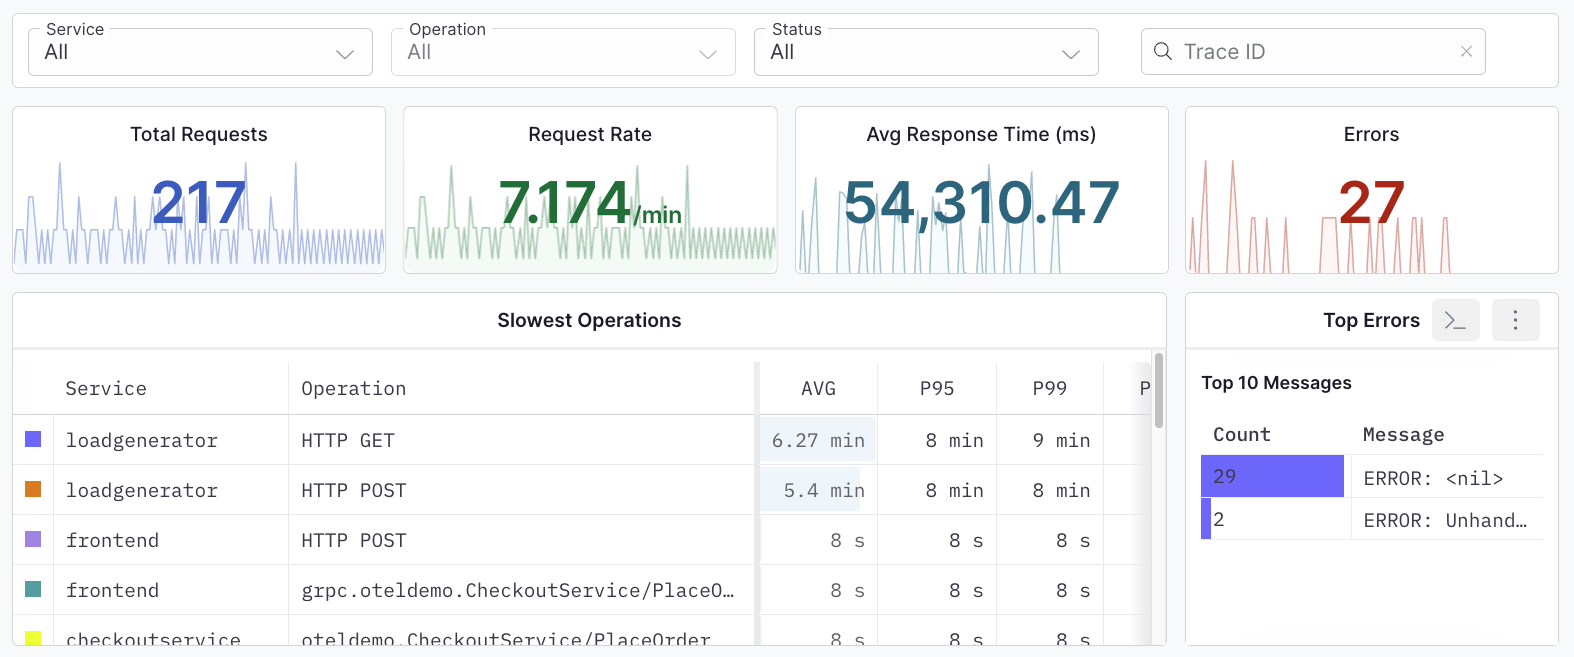 Service Operation Status
All All All Trace ID
Total Requests Request Rate Avg Response Time (ms) Errors
217 7.174/min 54,310.47 27
Slowest Operations
Service Operation AVG P95 P99 P
loadgenerator HTTP GET 6.27 min 8 min 9 min
loadgenerator HTTP POST 5.4 min 8 min 8 min
frontend HTTP POST 8 s 8 s 8 s
frontend grpc.oteldemo.CheckoutService/PlaceO… 8 s 8 s 8 s
checkoutservice oteldemo.CheckoutService/PlaceOrder 8 s 8 s 8 s
Top Errors
Top 10 Messages
Count Message
29 ERROR: <nil>
2 ERROR: Unhand…